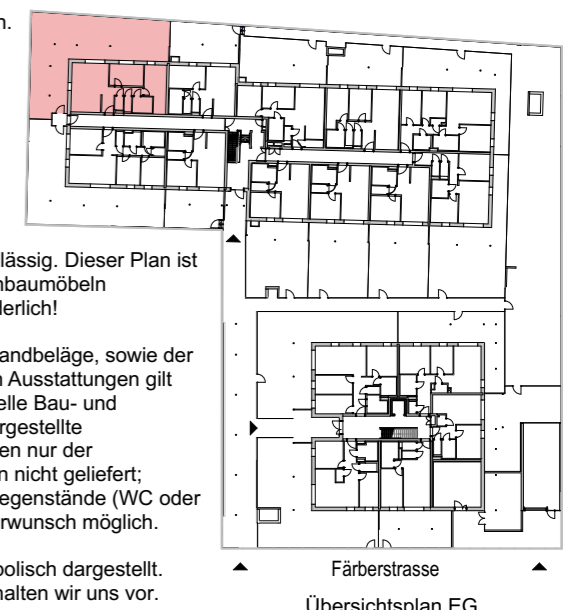 n.
lässig. Dieser Plan ist
nbaumöbeln
derlich!
andbeläge, sowie der
n Ausstattungen gilt
elle Bau- und
rgestellte
en nur der
n nicht geliefert;
egenstände (WC oder
rwunsch möglich.
oolisch dargestellt.
halten wir uns vor.
Färberstrasse
Übersichtsplan EG